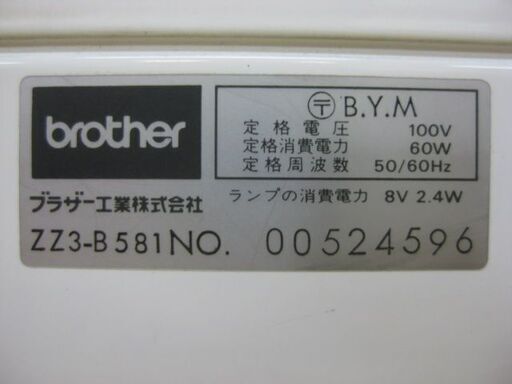 brother
ブラザー工業株式会社
〒 B.Y.M
定格電圧 100V
定格消費電力 60W
定格周波数 50/60Hz
ランプの消費電力 8V 2.4W
ZZ3-B581 NO. 00524596